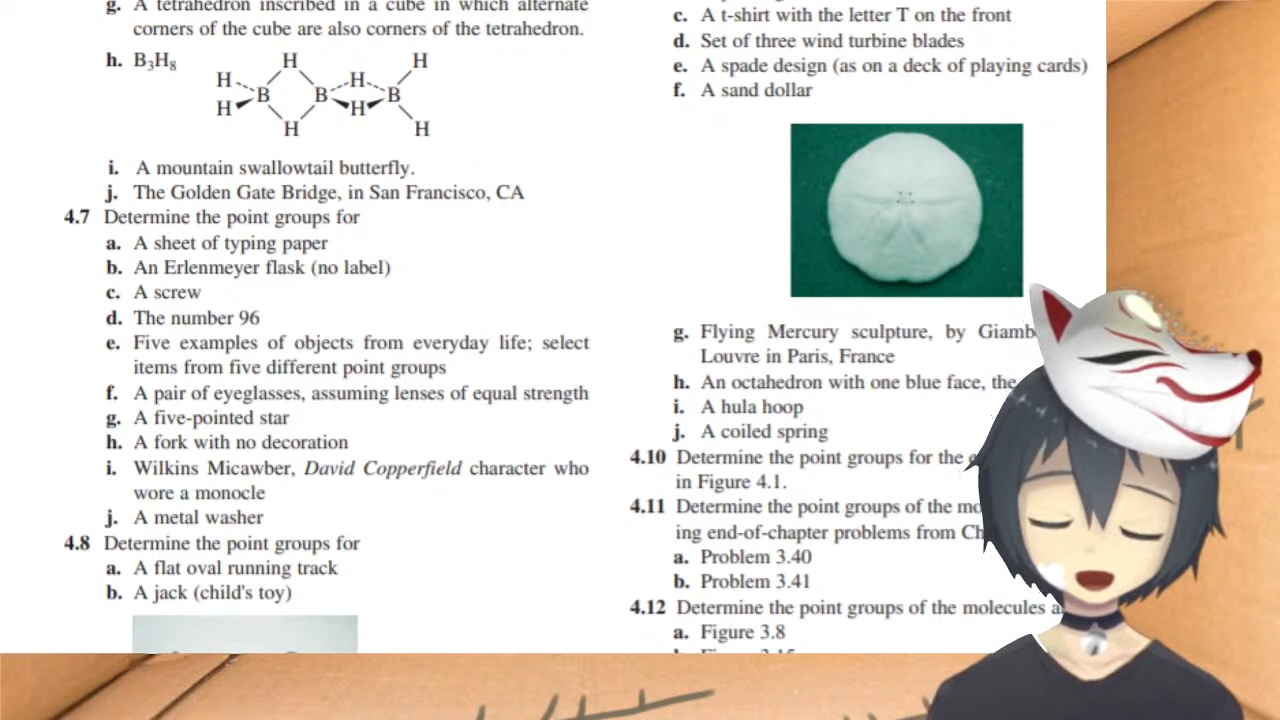 g. A tetrahedron inscribed in a cube in which alternate
corners of the cube are also corners of the tetrahedron.
h. B3H8
H H
H H
B B B
H H
H H
i. A mountain swallowtail butterfly.
j. The Golden Gate Bridge, in San Francisco, CA
4.7 Determine the point groups for
a. A sheet of typing paper
b. An Erlenmeyer flask (no label)
c. A screw
d. The number 96
e. Five examples of objects from everyday life; select
items from five different point groups
f. A pair of eyeglasses, assuming lenses of equal strength
g. A five-pointed star
h. A fork with no decoration
i. Wilkins Micawber, David Copperfield character who
wore a monocle
j. A metal washer
4.8 Determine the point groups for
a. A flat oval running track
b. A jack (child's toy)
c. A t-shirt with the letter T on the front
d. Set of three wind turbine blades
e. A spade design (as on a deck of playing cards)
f. A sand dollar
g. Flying Mercury sculpture, by
Louvre in Paris, France
h. An octahedron with one blue face, the
i. A hula hoop
j. A coiled spring
4.10 Determine the point groups for the
in Figure 4.1.
4.11 Determine the point groups of the
ing end-of-chapter problems from
a. Problem 3.40
b. Problem 3.41
4.12 Determine the point groups of the molecules
a. Figure 3.8